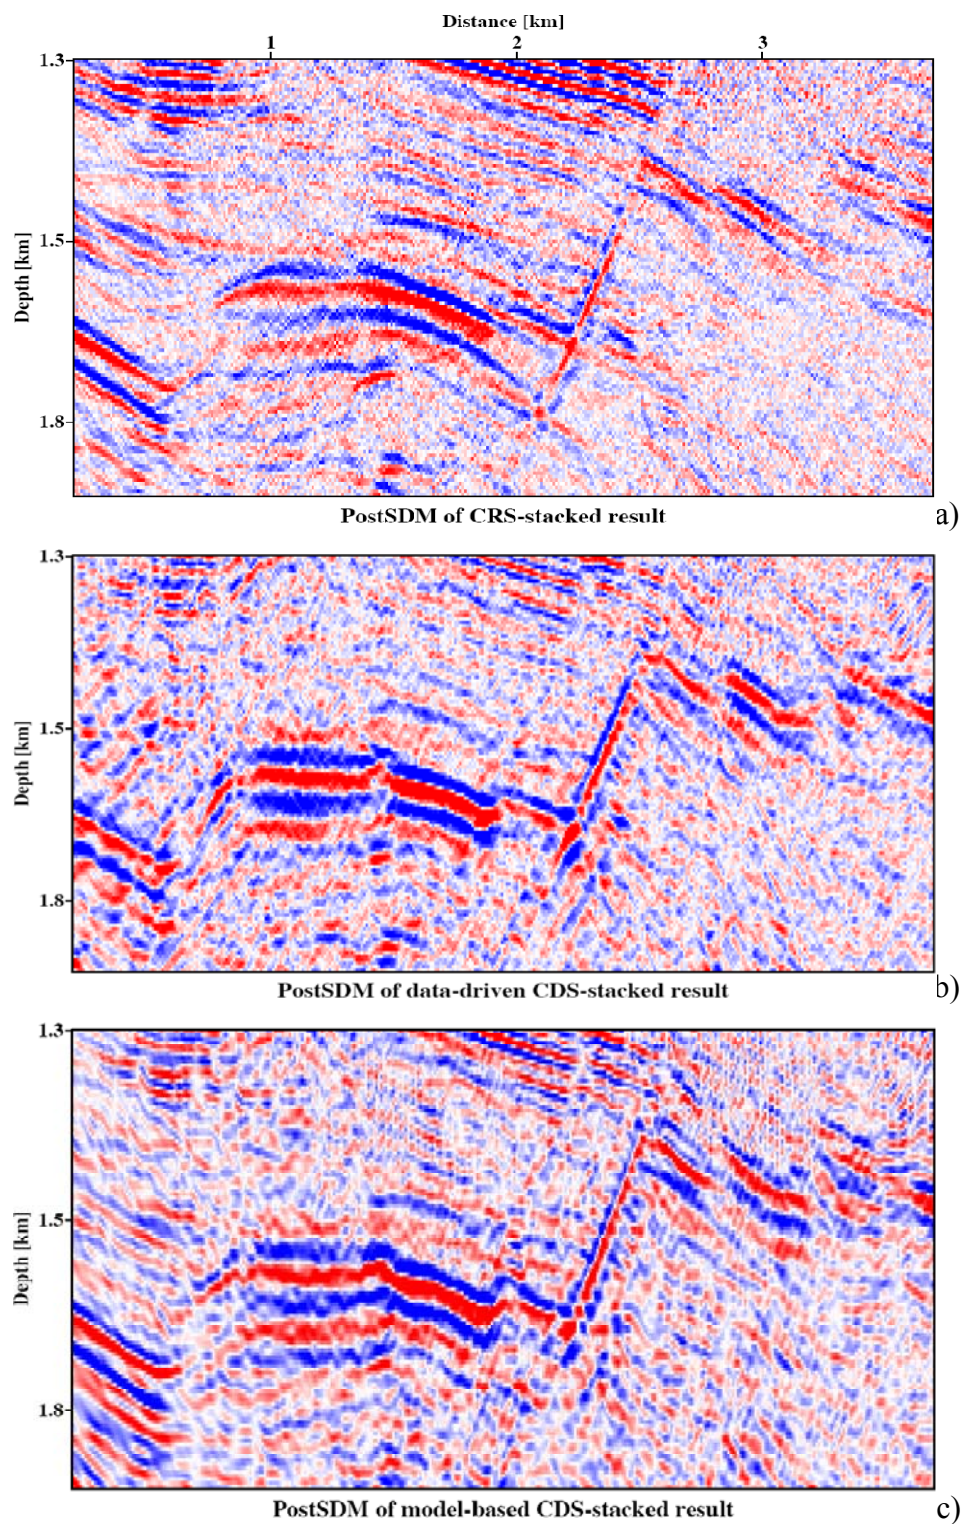 Distance [km]
1 2 3
1.3
1.5
Depth [km]
1.8
a)
PostSDM of CRS-stacked result
1.3
1.5
Depth [km]
1.8
b)
PostSDM of data-driven CDS-stacked result
1.3
1.5
Depth [km]
1.8
PostSDM of model-based CDS-stacked result
c)